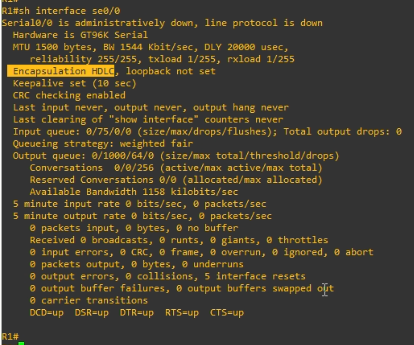 R1#sh interface se0/0
Serial0/0 is administratively down, line protocol is down
Hardware is GT96K Serial
MTU 1500 bytes, BW 1544 Kbit/sec, DLY 20000 usec,
reliability 255/255, txload 1/255, rxload 1/255
Encapsulation HDLC, loopback not set
Keepalive set (10 sec)
CRC checking enabled
Last input never, output never, output hang never
Last clearing of "show interface" counters never
Input queue: 0/75/0/0 (size/max/drops/flushes); Total output drops: 0
Queueing strategy: weighted fair
Output queue: 0/1000/64/0 (size/max total/threshold/drops)
Conversations 0/0/256 (active/max active/max total)
Reserved Conversations 0/0 (allocated/max allocated)
Available Bandwidth 1158 kilobits/sec
5 minute input rate 0 bits/sec, 0 packets/sec
5 minute output rate 0 bits/sec, 0 packets/sec
0 packets input, 0 bytes, 0 no buffer
Received 0 broadcasts, 0 runts, 0 giants, 0 throttles
0 input errors, 0 CRC, 0 frame, 0 overrun, 0 ignored, 0 abort
0 packets output, 0 bytes, 0 underruns
0 output errors, 0 collisions, 5 interface resets
0 output buffer failures, 0 output buffers swapped out
0 carrier transitions
DCD=up DSR=up DTR=up RTS=up CTS=up
R1#